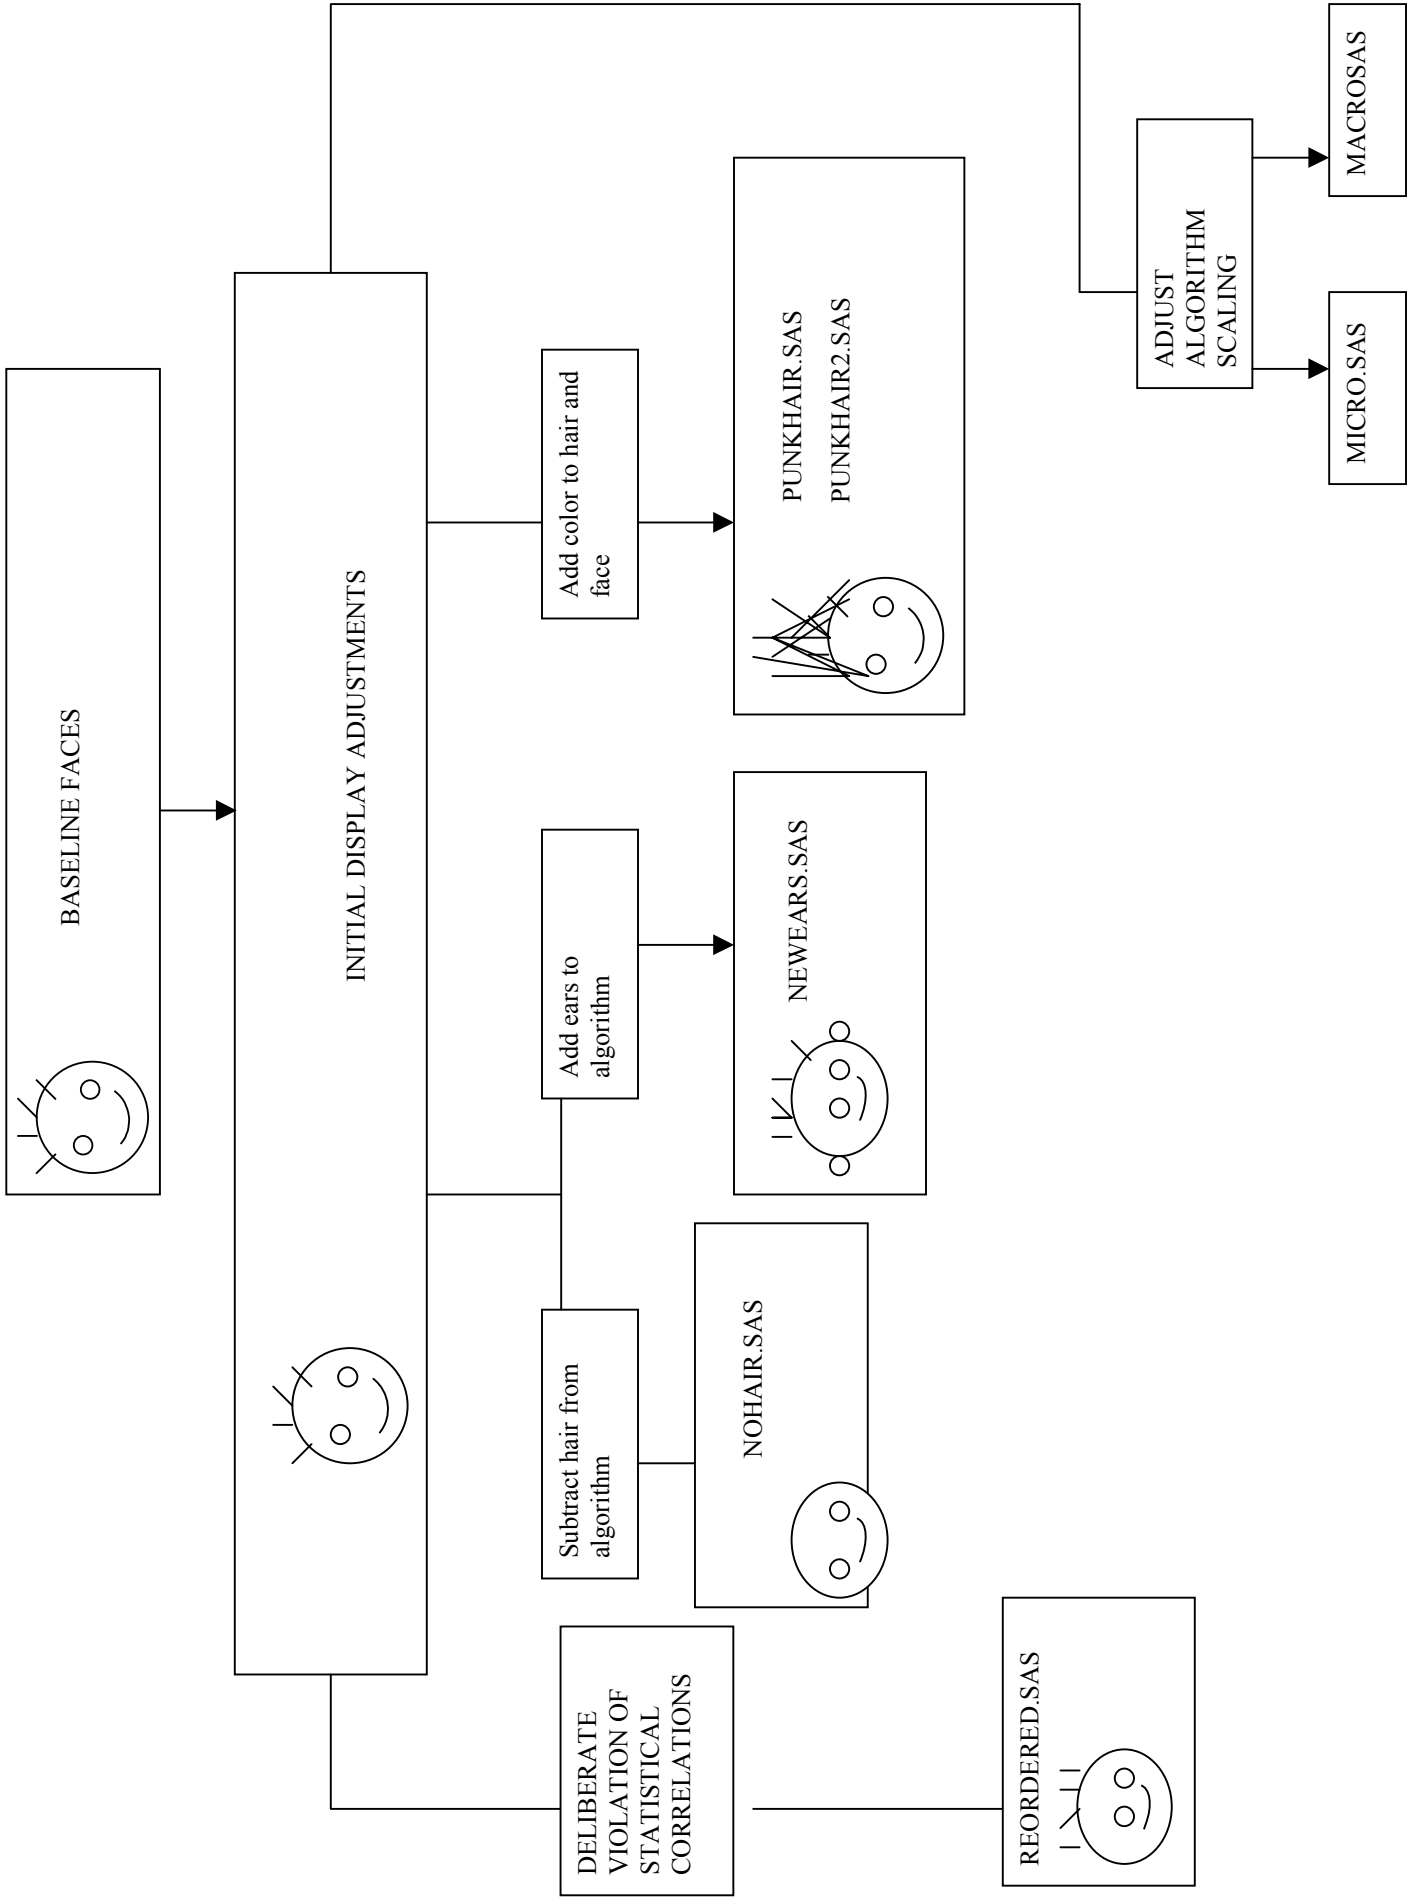 BASELINE FACES
INITIAL DISPLAY ADJUSTMENTS
DELIBERATE
VIOLATION OF
STATISTICAL
CORRELATIONS
Subtract hair from
algorithm
Add ears to
algorithm
Add color to hair and
face
NOHAIR.SAS
NEWEARS.SAS
PUNKHAIR.SAS
PUNKHAIR2.SAS
REORDERED.SAS
ADJUST
ALGORITHM
SCALING
MICRO.SAS
MACROSAS